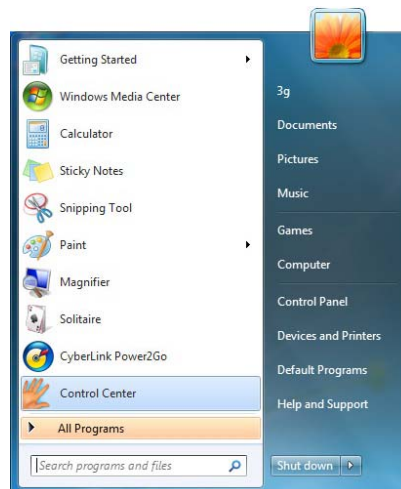 Getting Started
Windows Media Center
Calculator
Sticky Notes
Snipping Tool
Paint
Magnifier
Solitaire
CyberLink Power2Go
Control Center
All Programs
Search programs and files
3g
Documents
Pictures
Music
Games
Computer
Control Panel
Devices and Printers
Default Programs
Help and Support
Shut down